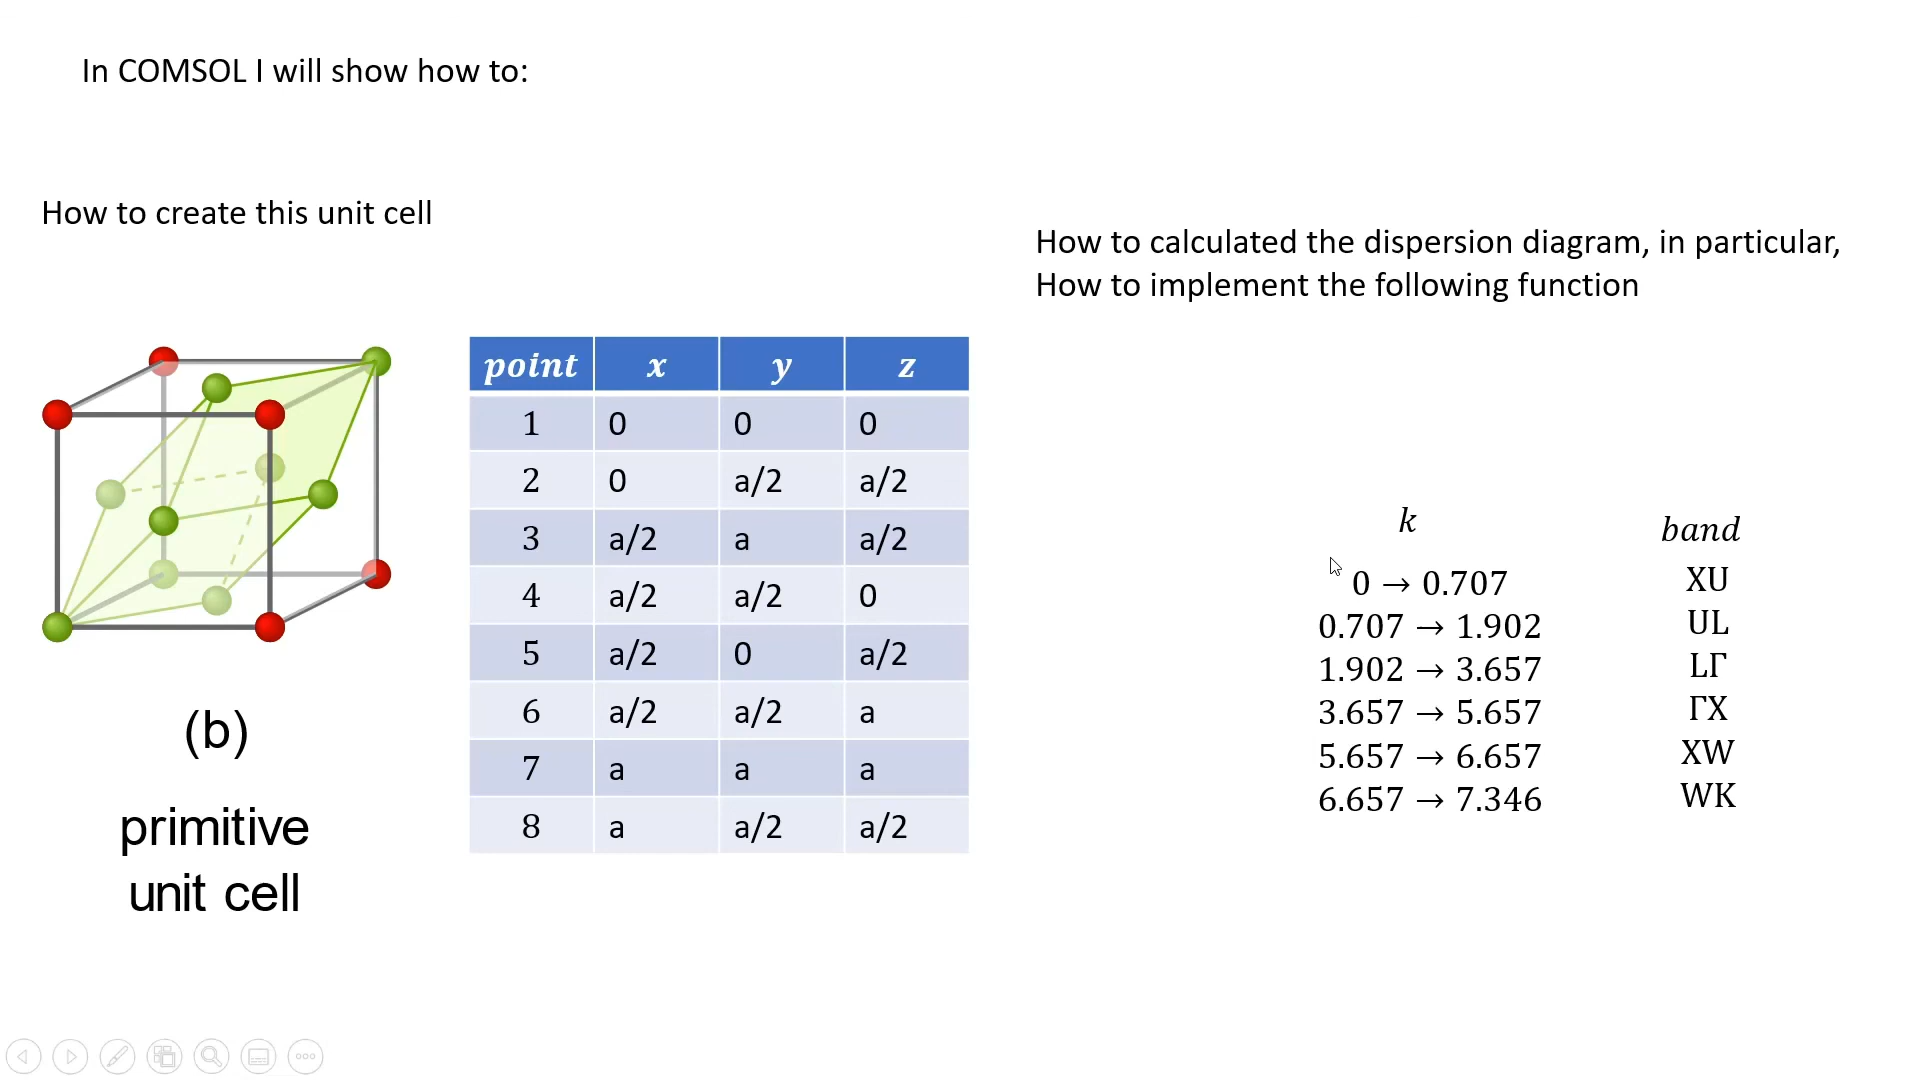 In COMSOL I will show how to:
How to create this unit cell
How to calculated the dispersion diagram, in particular,
How to implement the following function
point x y z
1 0 0 0
2 0 a/2 a/2
3 a/2 a a/2
4 a/2 a/2 0
5 a/2 0 a/2
6 a/2 a/2 a
7 a a a
8 a a/2 a/2
(b)
primitive
unit cell
k band
0 → 0.707 XU
0.707 → 1.902 UL
1.902 → 3.657 LΓ
3.657 → 5.657 ΓX
5.657 → 6.657 XW
6.657 → 7.346 WK